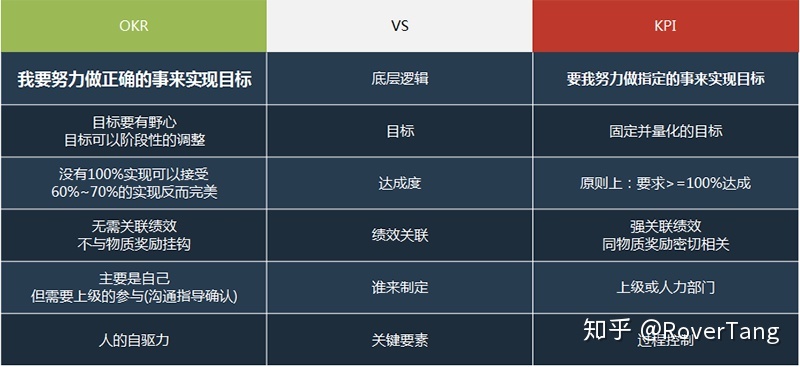 OKR
VS
KPI
我要努力做正确的事来实现目标
底层逻辑
要我努力做指定的事来实现目标
目标要有野心
目标可以阶段性的调整
目标
固定并量化的目标
没有100%实现可以接受
60%~70%的实现反而完美
达成度
原则上：要求>=100%达成
无需关联绩效
不与物质奖励挂钩
绩效关联
强关联绩效
同物质奖励密切相关
主要是自己
但需要上级的参与(沟通指导确认)
谁来制定
上级或人力部门
人的自驱力
关键要素
过程控制
知乎 @RoverTang